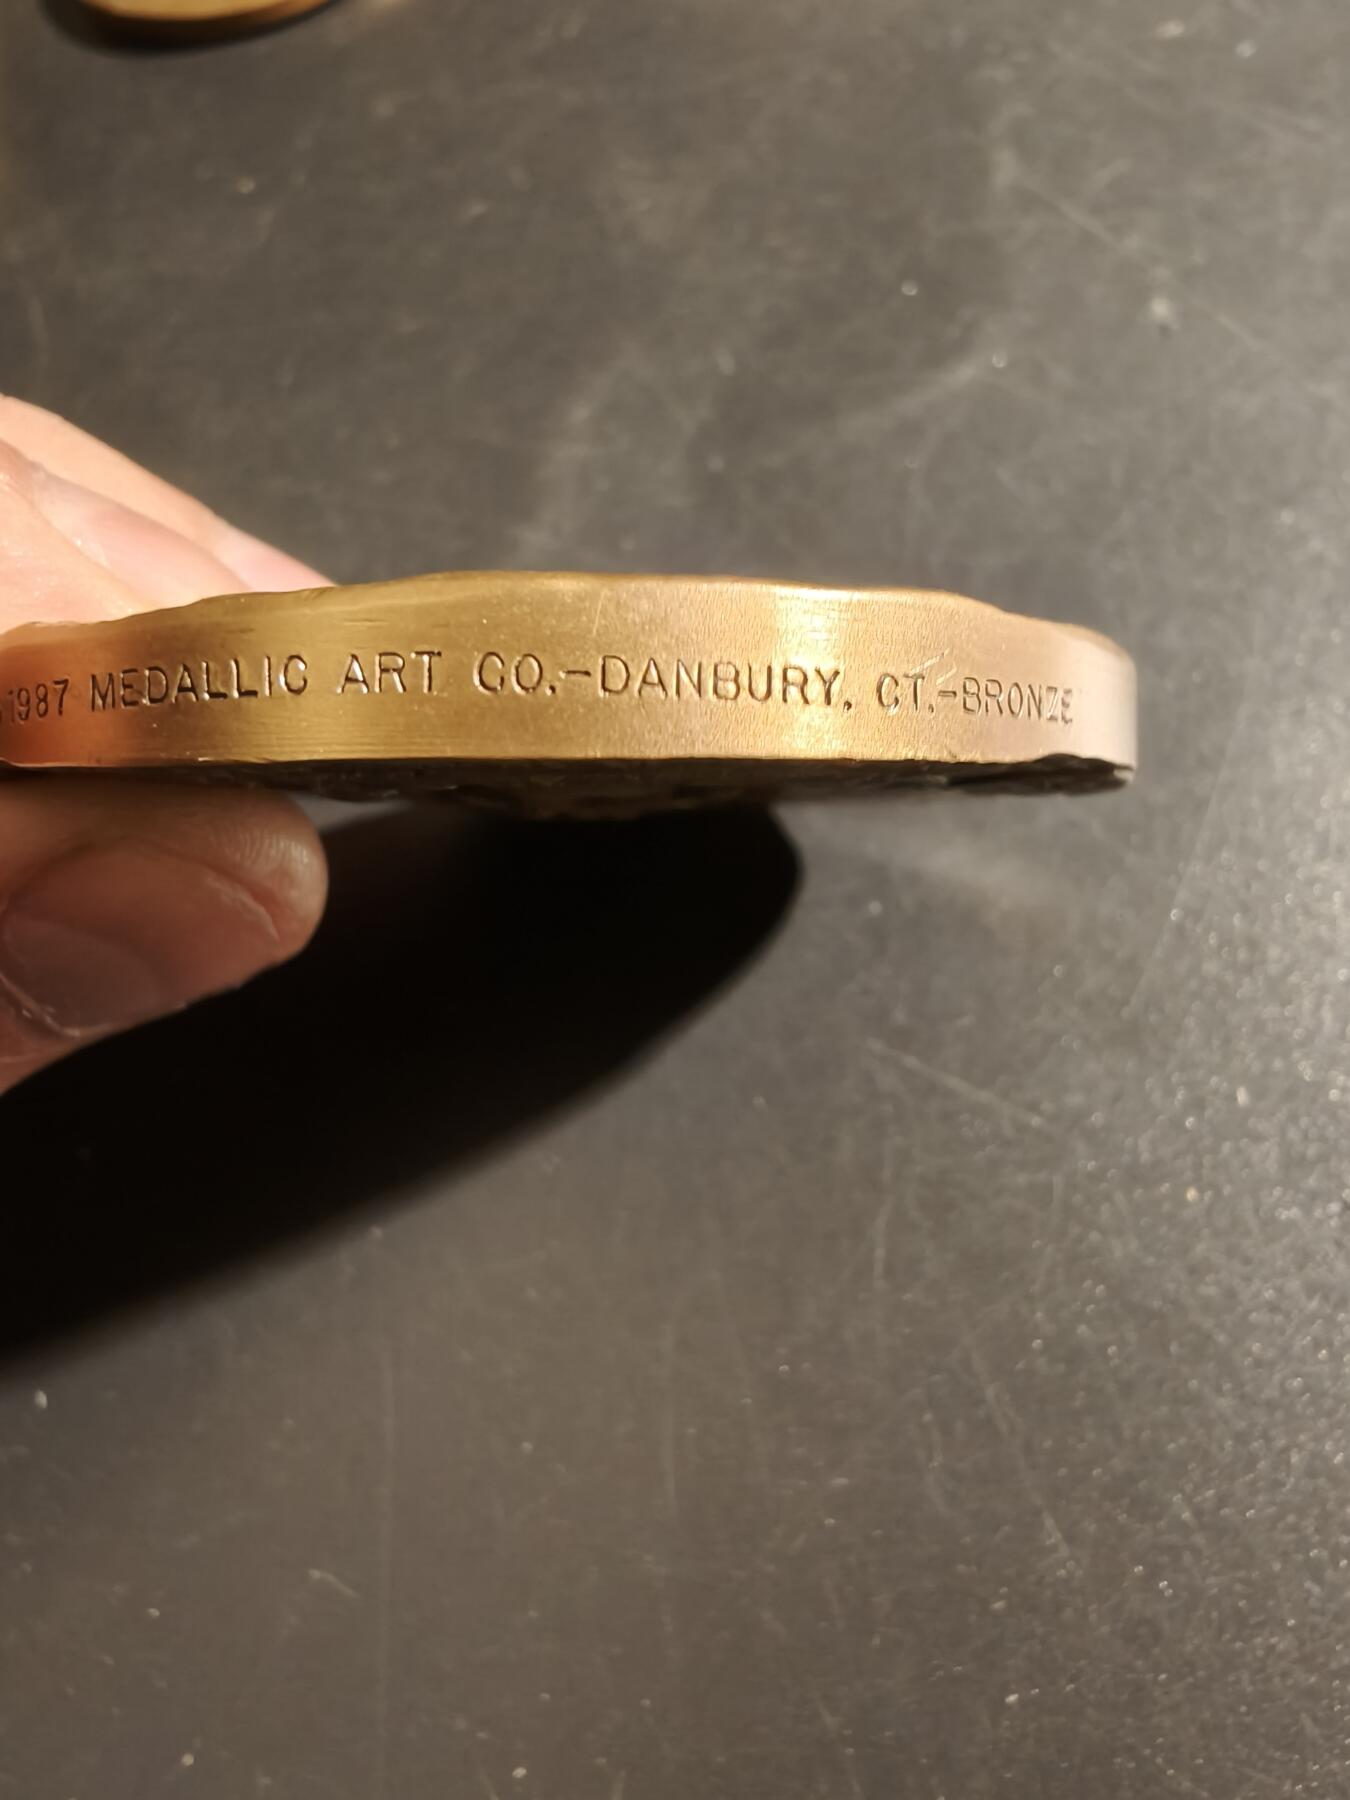 1987 MEDALLIC ART CO.-DANBURY, CT.-BRONZE